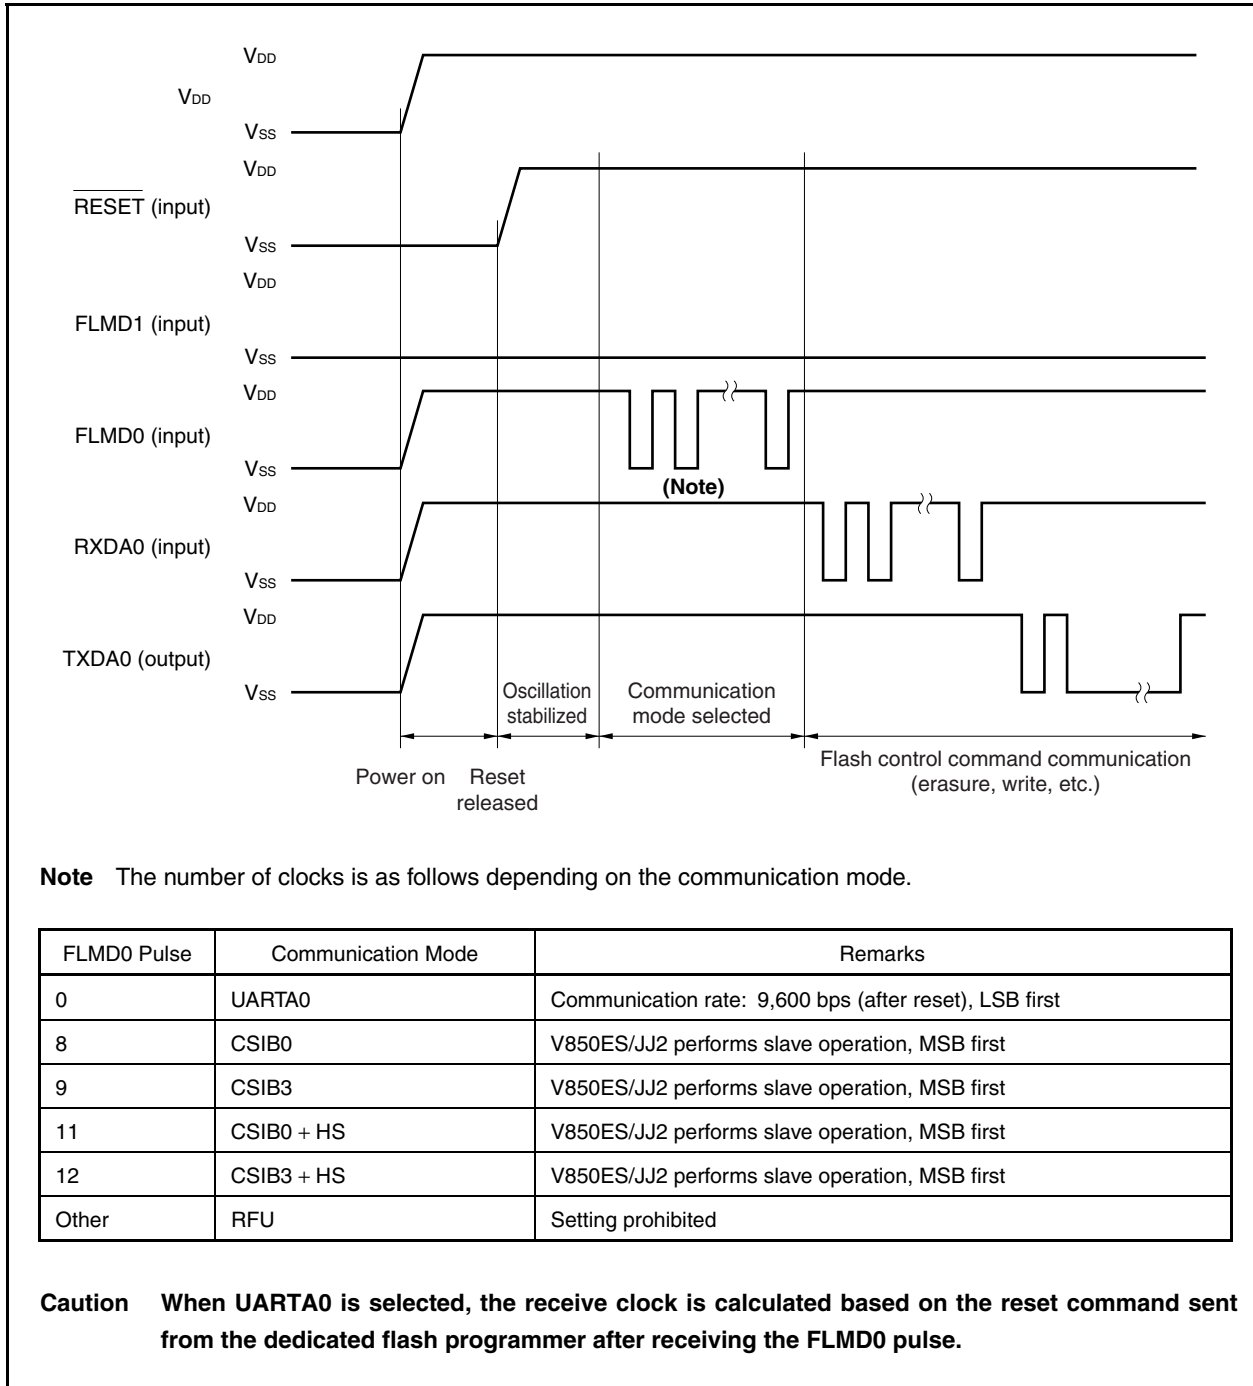 VDD
VDD
VSS
VDD
RESET (input)
VSS
VDD
FLMD1 (input)
VSS
VDD
FLMD0 (input)
VSS
(Note)
VDD
RXDA0 (input)
VSS
VDD
TXDA0 (output)
VSS
Oscillation
stabilized
Communication
mode selected
Power on
Reset
released
Flash control command communication
(erasure, write, etc.)
Note The number of clocks is as follows depending on the communication mode.
FLMD0 Pulse Communication Mode Remarks
0 UARTA0 Communication rate: 9,600 bps (after reset), LSB first
8 CSIB0 V850ES/JJ2 performs slave operation, MSB first
9 CSIB3 V850ES/JJ2 performs slave operation, MSB first
11 CSIB0 + HS V850ES/JJ2 performs slave operation, MSB first
12 CSIB3 + HS V850ES/JJ2 performs slave operation, MSB first
Other RFU Setting prohibited
Caution When UARTA0 is selected, the receive clock is calculated based on the reset command sent
from the dedicated flash programmer after receiving the FLMD0 pulse.